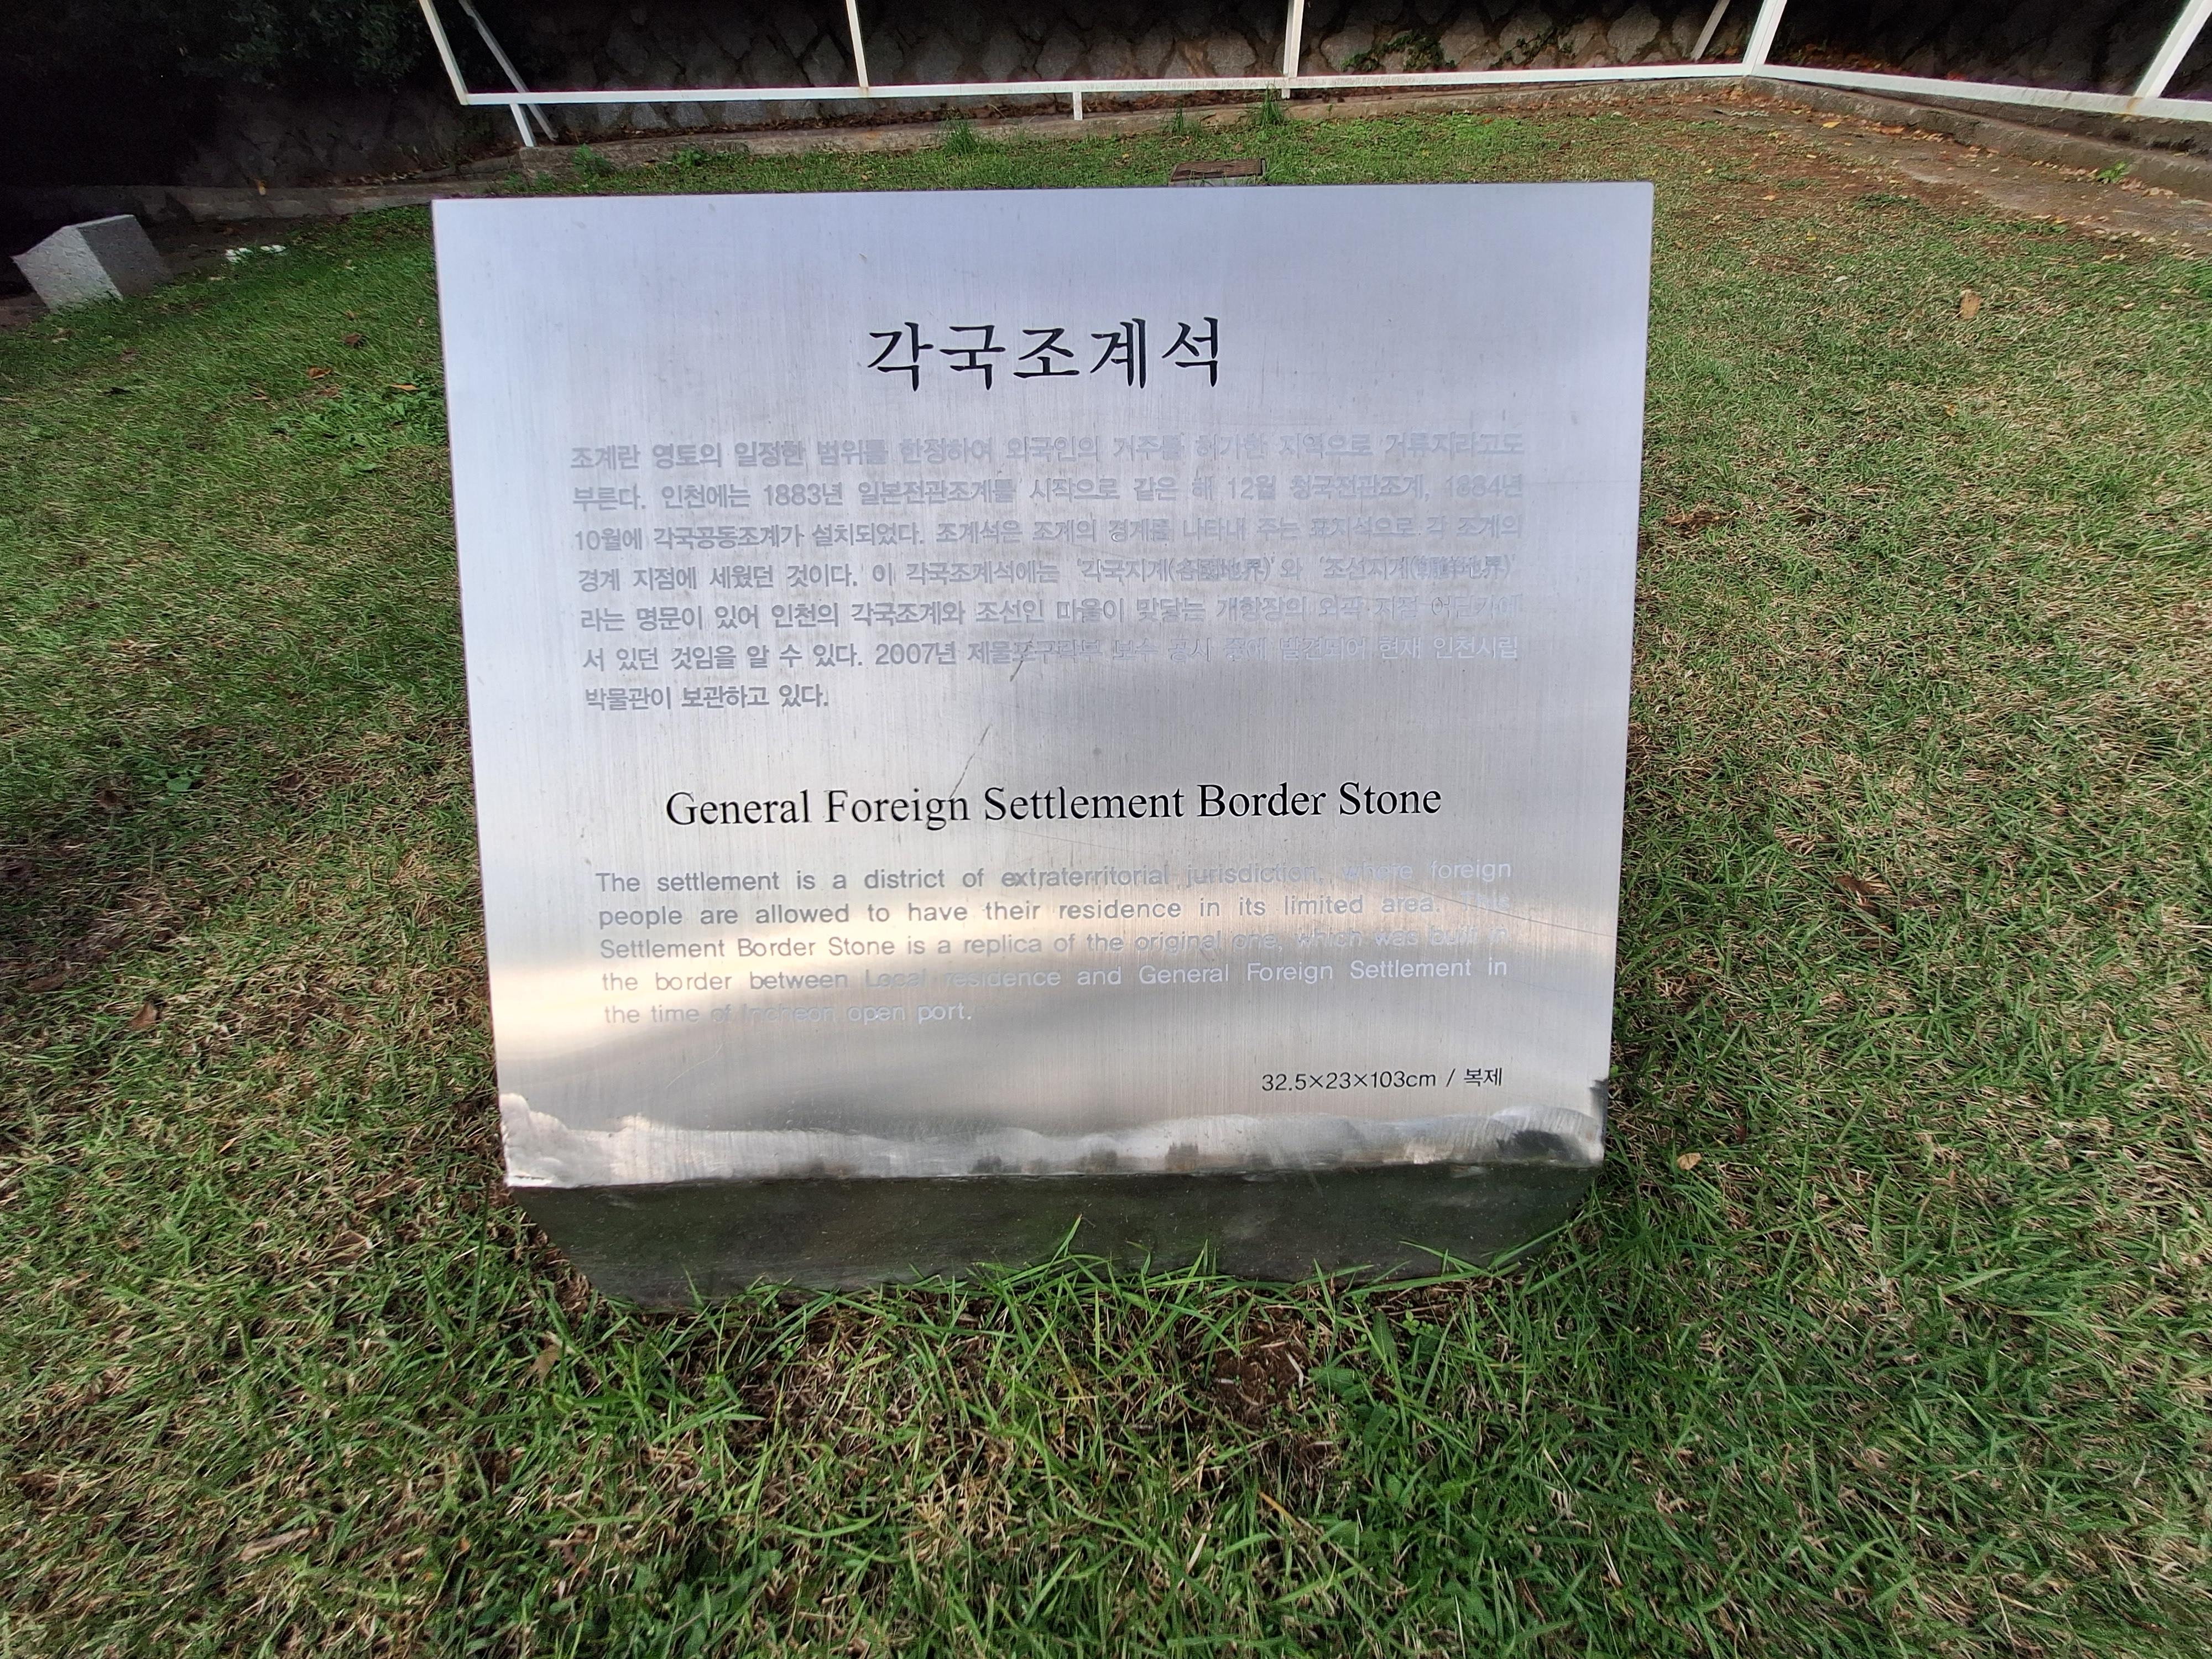 각국조계석
조계란 영토의 일정한 범위를 한정하여 외국인의 거주를 허가한 지역으로 거류지라고도
부른다. 인천에는 1883년 일본전관조계를 시작으로 같은 해 12월 청국전관조계, 1884년
10월에 각국공동조계가 설치되었다. 조계석은 조계의 경계를 나타내 주는 표지석으로 각 조계의
경계 지점에 세웠던 것이다. 이 각국조계석에는 '각국지계(各國地界)'와 '조선지계(朝鮮地界)'
라는 명문이 있어 인천의 각국조계와 조선인 마을이 맞닿는 개항장의 외곽 지점 어딘가에
서 있던 것임을 알 수 있다. 2007년 보수 공사 중에 발견되어 현재 인천시립
박물관이 보관하고 있다.
General Foreign Settlement Border Stone
The settlement is a district of extraterritorial jurisdiction, where foreign
people are allowed to have their residence in its limited area. This
Settlement Border Stone is a replica of the original one, which was built in
the border between Local residence and General Foreign Settlement in
the time of Incheon open port.
32.5×23×103cm / 복제